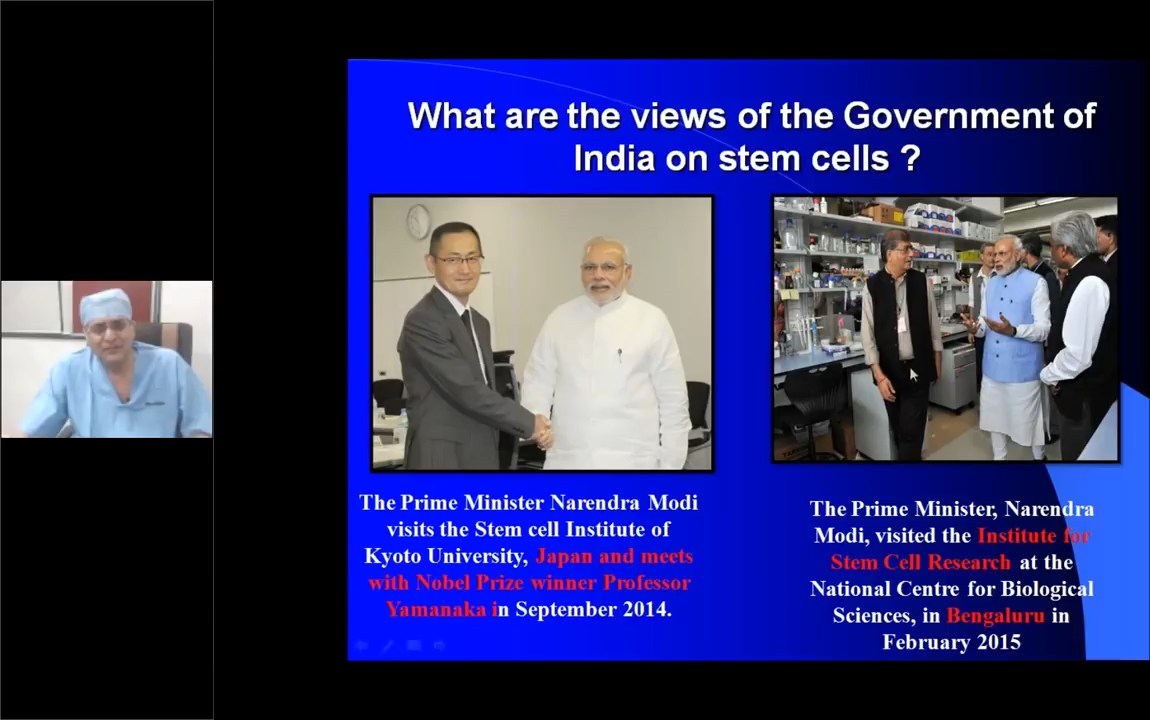 What are the views of the Government of
India on stem cells ?
The Prime Minister Narendra Modi
visits the Stem cell Institute of
Kyoto University, Japan and meets
with Nobel Prize winner Professor
Yamanaka in September 2014.
The Prime Minister, Narendra
Modi, visited the Institute for
Stem Cell Research at the
National Centre for Biological
Sciences, in Bengaluru in
February 2015